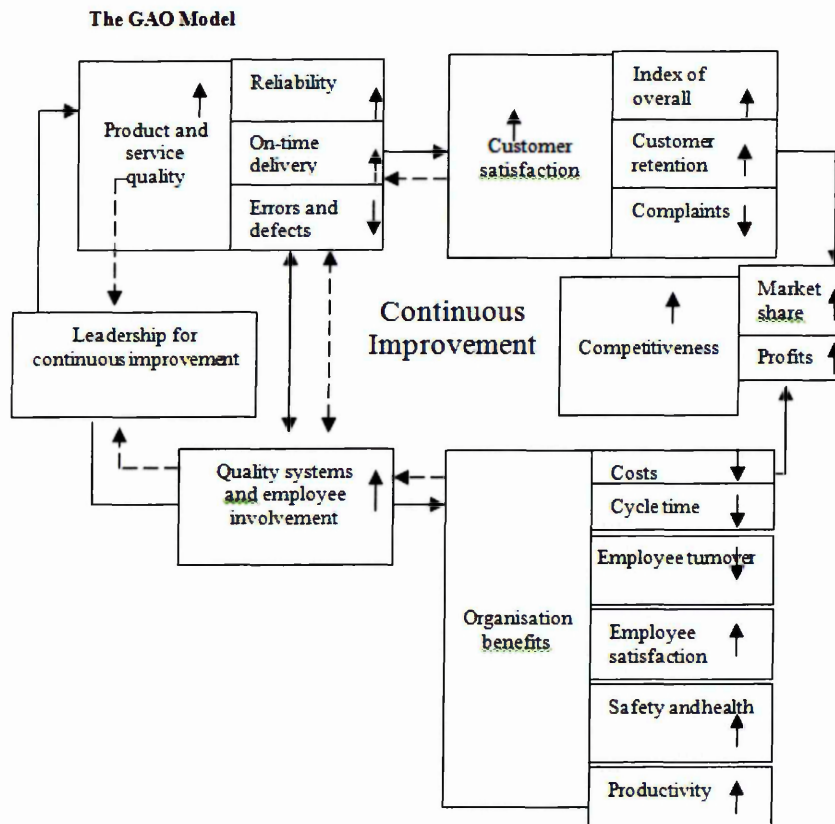 The GAO Model
Product and
service
quality
Reliability
On-time
delivery
Errors and
defects
Customer
satisfaction
Index of
overall
Customer
retention
Complaints
Leadership for
continuous improvement
Continuous
Improvement
Competitiveness
Market
share
Profits
Quality systems
and employee
involvement
Organisation
benefits
Costs
Cycle time
Employee turnover
Employee
satisfaction
Safety and health
Productivity